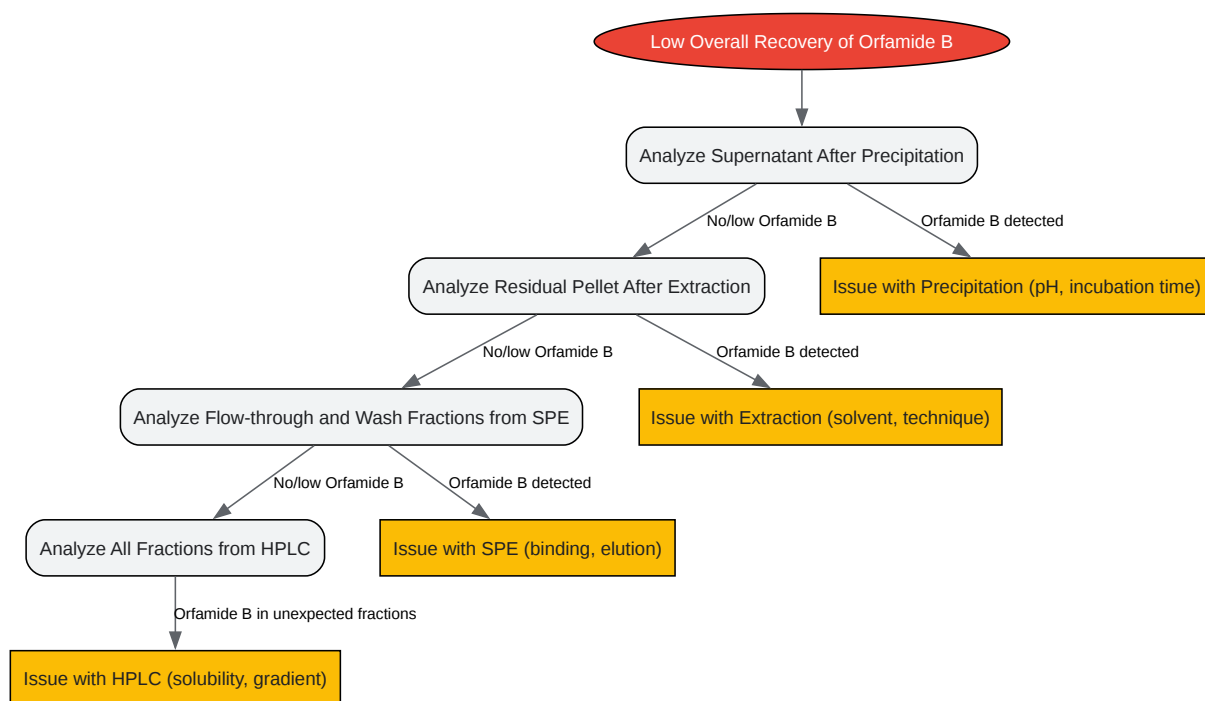 Low Overall Recovery of Orfamide B
Analyze Supernatant After Precipitation
No/low Orfamide B
Orfamide B detected
Analyze Residual Pellet After Extraction
Issue with Precipitation (pH, incubation time)
No/low Orfamide B
Orfamide B detected
Analyze Flow-through and Wash Fractions from SPE
Issue with Extraction (solvent, technique)
No/low Orfamide B
Orfamide B detected
Analyze All Fractions from HPLC
Issue with SPE (binding, elution)
Orfamide B in unexpected fractions
Issue with HPLC (solubility, gradient)